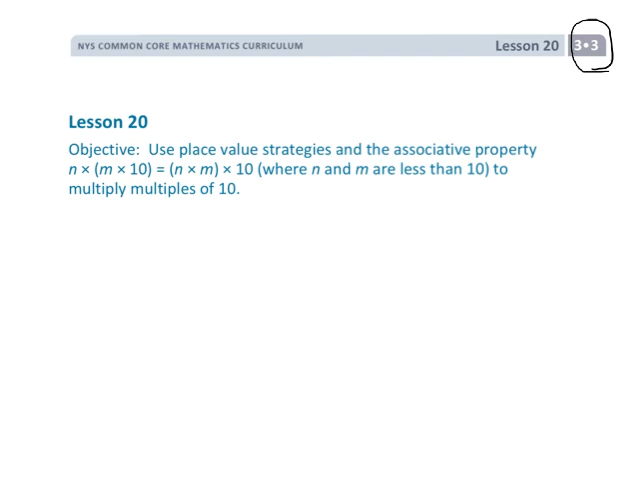 NYS COMMON CORE MATHEMATICS CURRICULUM Lesson 20 3•3
Lesson 20
Objective: Use place value strategies and the associative property
n × (m × 10) = (n × m) × 10 (where n and m are less than 10) to
multiply multiples of 10.